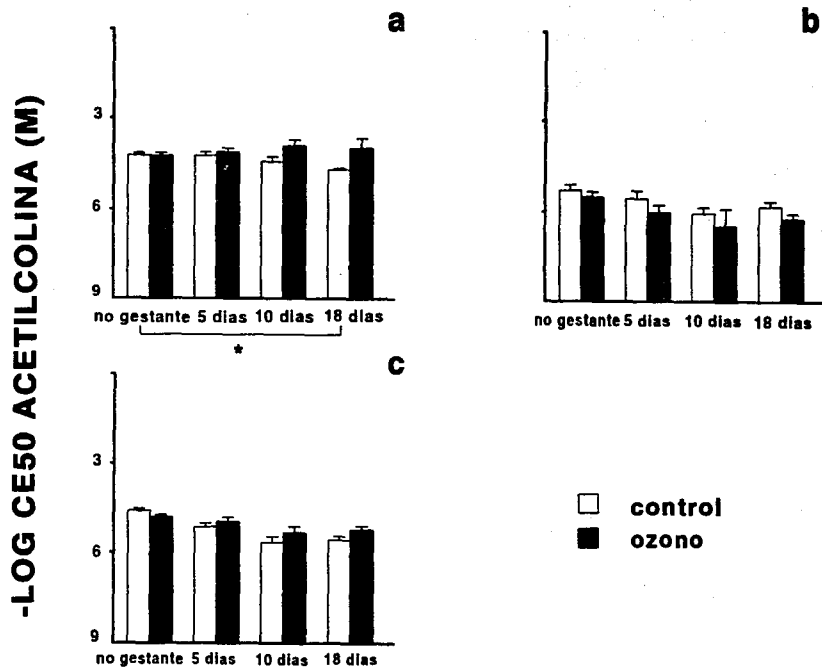 -LOG CE50 ACETILCOLINA (M)
a
3
6
9
no gestante 5 dias 10 dias 18 dias
*
b
no gestante 5 dias 10 dias 18 dias
c
3
6
9
no gestante 5 dias 10 dias 18 dias
control
ozono